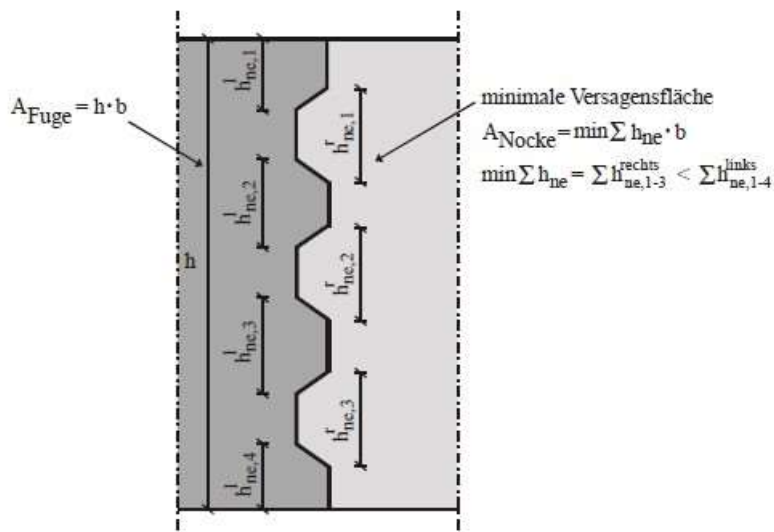 A_Fuge = h · b
h
h^l_ne,1
h^l_ne,2
h^l_ne,3
h^l_ne,4
h^r_ne,1
h^r_ne,2
h^r_ne,3
minimale Versagensfläche
A_Nocke = min∑ h_ne · b
min∑ h_ne = ∑h^rechts_ne,1-3 < ∑h^links_ne,1-4